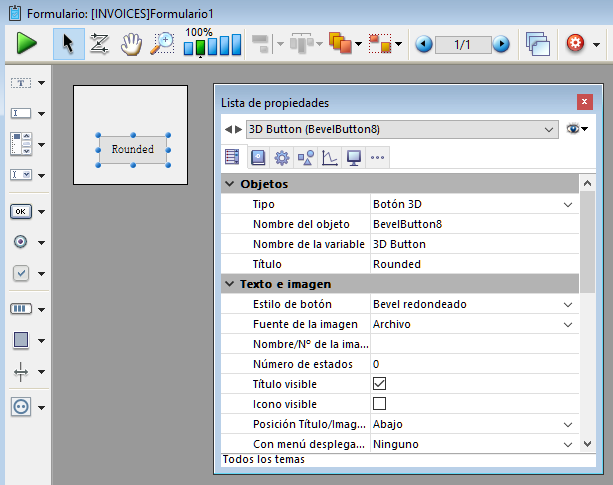 Formulario: [INVOICES]Formulario1
100%
1/1
T
I
I
OK
Rounded
Lista de propiedades
3D Button (BevelButton8)
Objetos
Tipo Botón 3D
Nombre del objeto BevelButton8
Nombre de la variable 3D Button
Título Rounded
Texto e imagen
Estilo de botón Bevel redondeado
Fuente de la imagen Archivo
Nombre/Nº de la ima...
Número de estados 0
Título visible
Icono visible
Posición Título/Imag... Abajo
Con menú desplega... Ninguno
Todos los temas